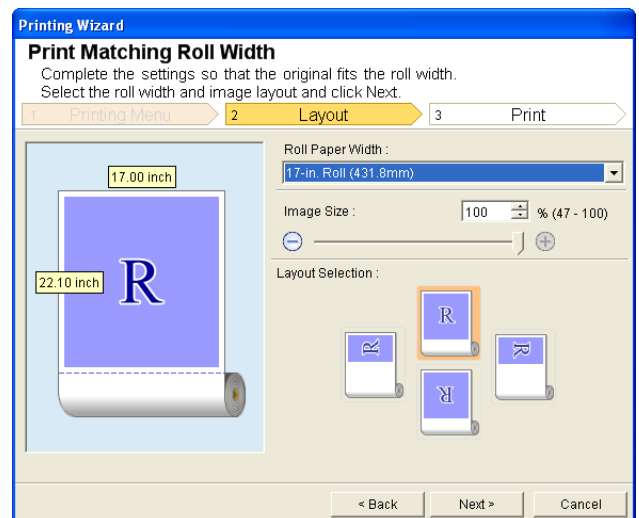 Printing Wizard
Print Matching Roll Width
Complete the settings so that the original fits the roll width.
Select the roll width and image layout and click Next.
1 Printing Menu 2 Layout 3 Print
Roll Paper Width :
17-in. Roll (431.8mm)
17.00 inch
Image Size : 100 % (47 - 100)
22.10 inch
R
Layout Selection :
R
R
R
R
< Back Next > Cancel